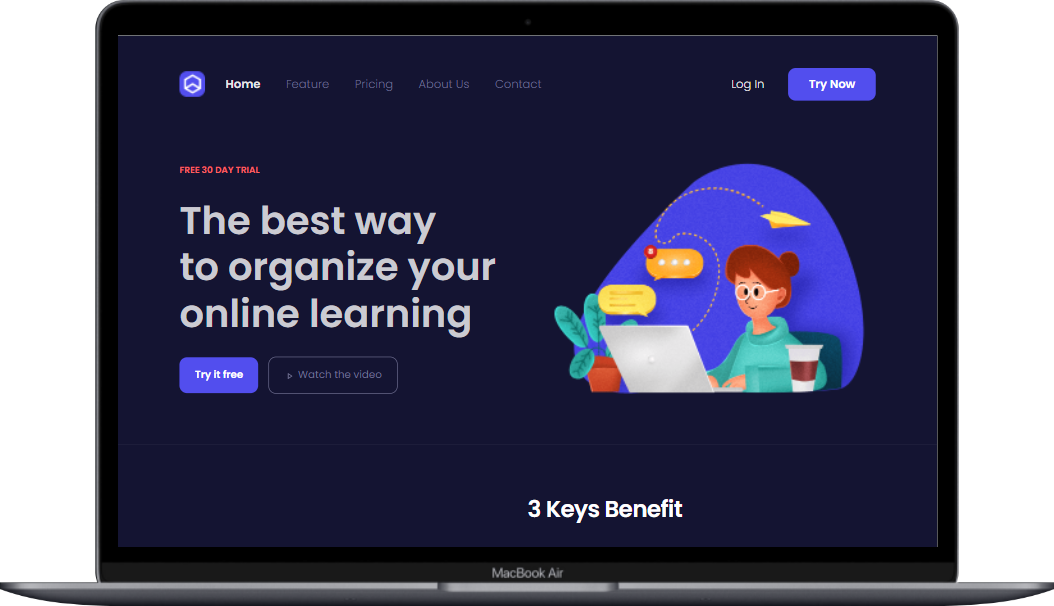 Home Feature Pricing About Us Contact Log In Try Now
FREE 30 DAY TRIAL
The best way
to organize your
online learning
Try it free Watch the video
3 Keys Benefit
MacBook Air